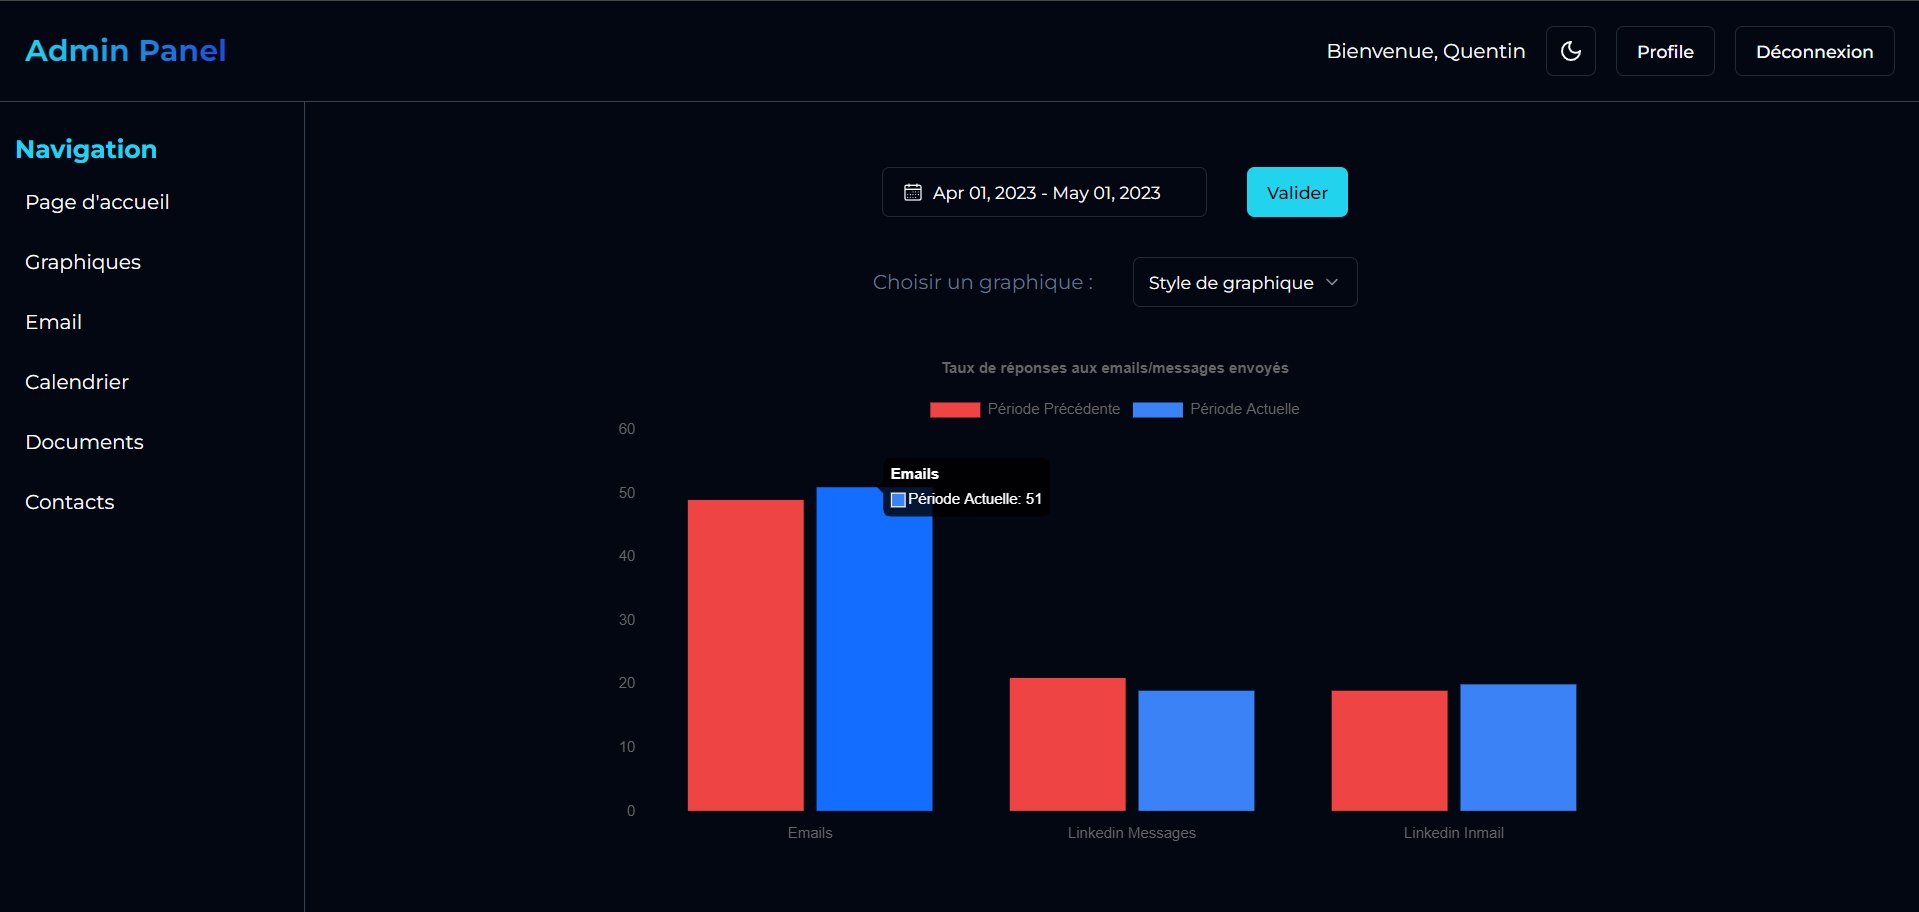 Admin Panel
Bienvenue, Quentin
Profile
Déconnexion
Navigation
Page d'accueil
Graphiques
Email
Calendrier
Documents
Contacts
Apr 01, 2023 - May 01, 2023
Valider
Choisir un graphique :
Style de graphique
Taux de réponses aux emails/messages envoyés
Période Précédente
Période Actuelle
60
50
40
30
20
10
0
Emails
Période Actuelle: 51
Emails
Linkedin Messages
Linkedin Inmail